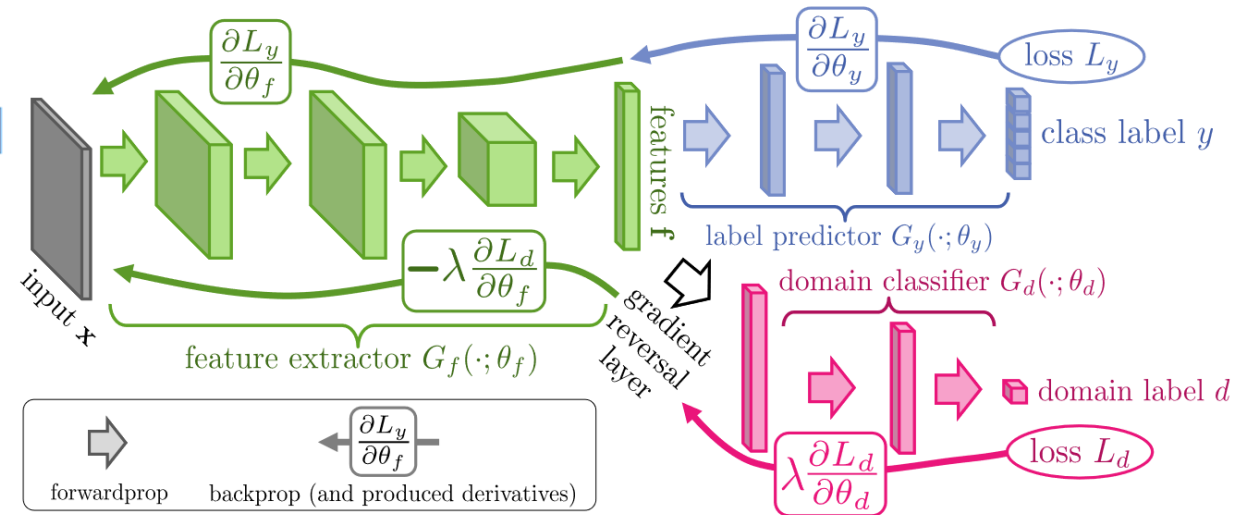 ∂L_y/∂θ_f
∂L_y/∂θ_y
loss L_y
features f
class label y
label predictor G_y(·; θ_y)
input x
−λ ∂L_d/∂θ_f
feature extractor G_f(·; θ_f)
gradient
reversal
layer
domain classifier G_d(·; θ_d)
domain label d
λ ∂L_d/∂θ_d
loss L_d
∂L_y/∂θ_f
forwardprop
backprop (and produced derivatives)